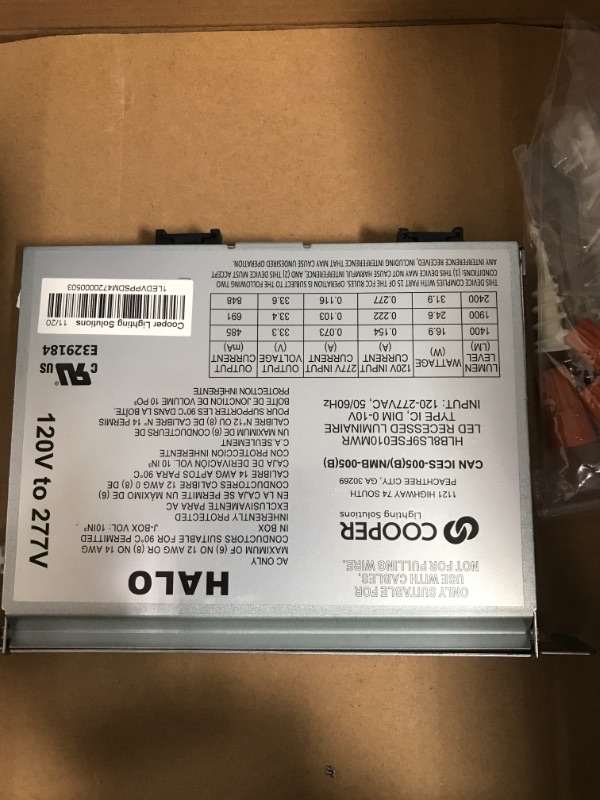 HALO
AC ONLY
MAXIMUM OF (6) NO 12 AWG OR (8) NO 14 AWG
CONDUCTORS SUITABLE FOR 90°C PERMITTED
IN BOX J-BOX VOL: 10IN³
INHERENTLY PROTECTED
EXCLUSIVAMENTE PARA AC
EN LA CAJA SE PERMITE UN MÁXIMO DE (6)
CONDUCTORES CALIBRE 12 AWG O (8) DE
CALIBRE 14 AWG APTOS PARA 90°C
CAJA DE DERIVACIÓN VOL. 10 IN³
CON PROTECCIÓN INHERENTE
C.A SEULEMENT
UN MAXIMUM DE (6) CONDUCTEURS DE
CALIBRE N°12 OU (8) DE CALIBRE N° 14 PERMIS
POUR SUPPORTER LES 90°C DANS LA BOÎTE.
BOÎTE DE JONCTION DE VOLUME 10 PO³
PROTECTION INHÉRENTE
ONLY SUITABLE FOR
USE WITH CABLES.
NOT FOR PULLING WIRE.
COOPER
Lighting Solutions
1121 HIGHWAY 74 SOUTH
PEACHTREE CITY, GA 30269
CAN ICES-005(B)/NMB-005(B)
HLB8LS9FSE010MWR
LED RECESSED LUMINAIRE
TYPE IC, DIM 0-10V
INPUT: 120-277VAC, 50/60Hz
120V to 277V
C UL US
E329184
Cooper Lighting Solutions 11/20
1LEDVPPSDIM4720000503
LUMEN LEVEL (LM) WATTAGE (W) 120V INPUT CURRENT (A) 277V INPUT CURRENT (A) OUTPUT VOLTAGE (V) OUTPUT CURRENT (mA)
1400 16.9 0.154 0.073 33.3 485
1900 24.6 0.222 0.103 33.4 691
2400 31.9 0.277 0.116 33.6 848
THIS DEVICE COMPLY WITH PART 15 OF THE FCC RULES OPERATION IS SUBJECT TO THE FOLLOWING TWO
CONDITIONS (1) THIS DEVICE MAY NOT CAUSE HARMFUL INTERFERENCE, AND (2) THIS DEVICE MUST ACCEPT
ANY INTERFERENCE, RECEIVED INCLUDING INTERFERENCE THAT MAY CAUSE UNDESIRED OPERATION.